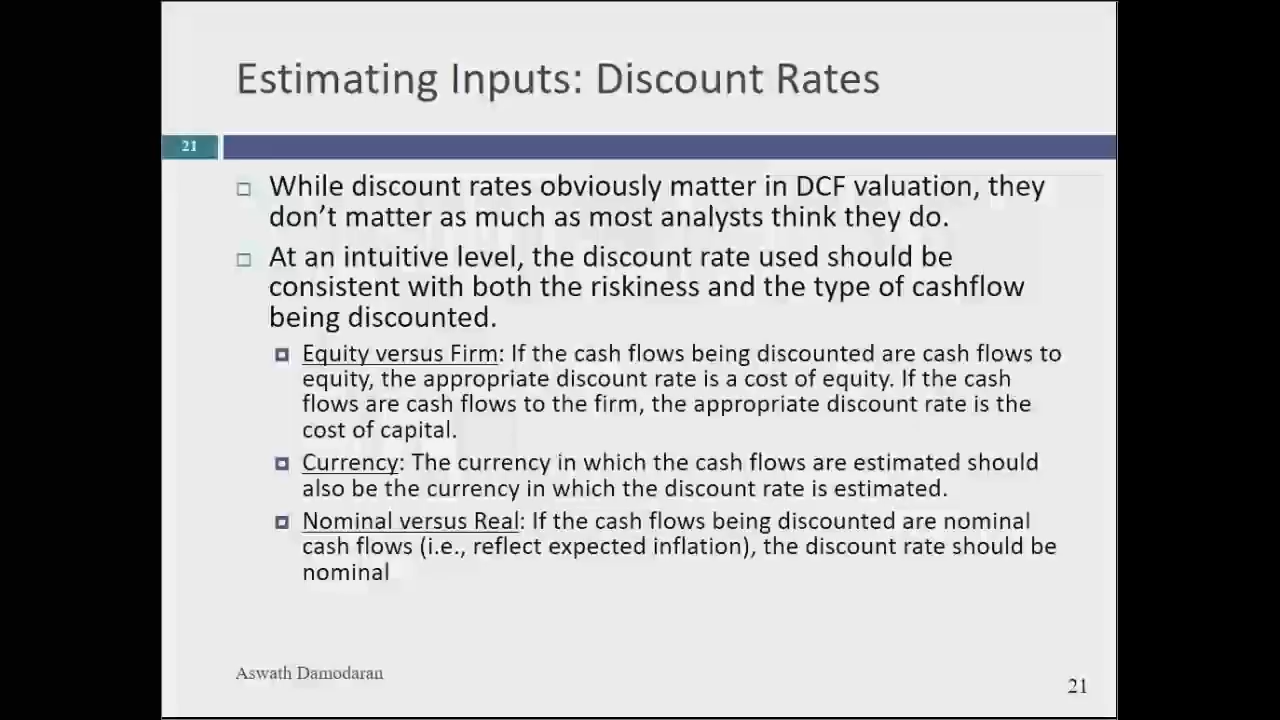 Estimating Inputs: Discount Rates
21
While discount rates obviously matter in DCF valuation, they
don’t matter as much as most analysts think they do.
At an intuitive level, the discount rate used should be
consistent with both the riskiness and the type of cashflow
being discounted.
Equity versus Firm: If the cash flows being discounted are cash flows to
equity, the appropriate discount rate is a cost of equity. If the cash
flows are cash flows to the firm, the appropriate discount rate is the
cost of capital.
Currency: The currency in which the cash flows are estimated should
also be the currency in which the discount rate is estimated.
Nominal versus Real: If the cash flows being discounted are nominal
cash flows (i.e., reflect expected inflation), the discount rate should be
nominal
Aswath Damodaran
21